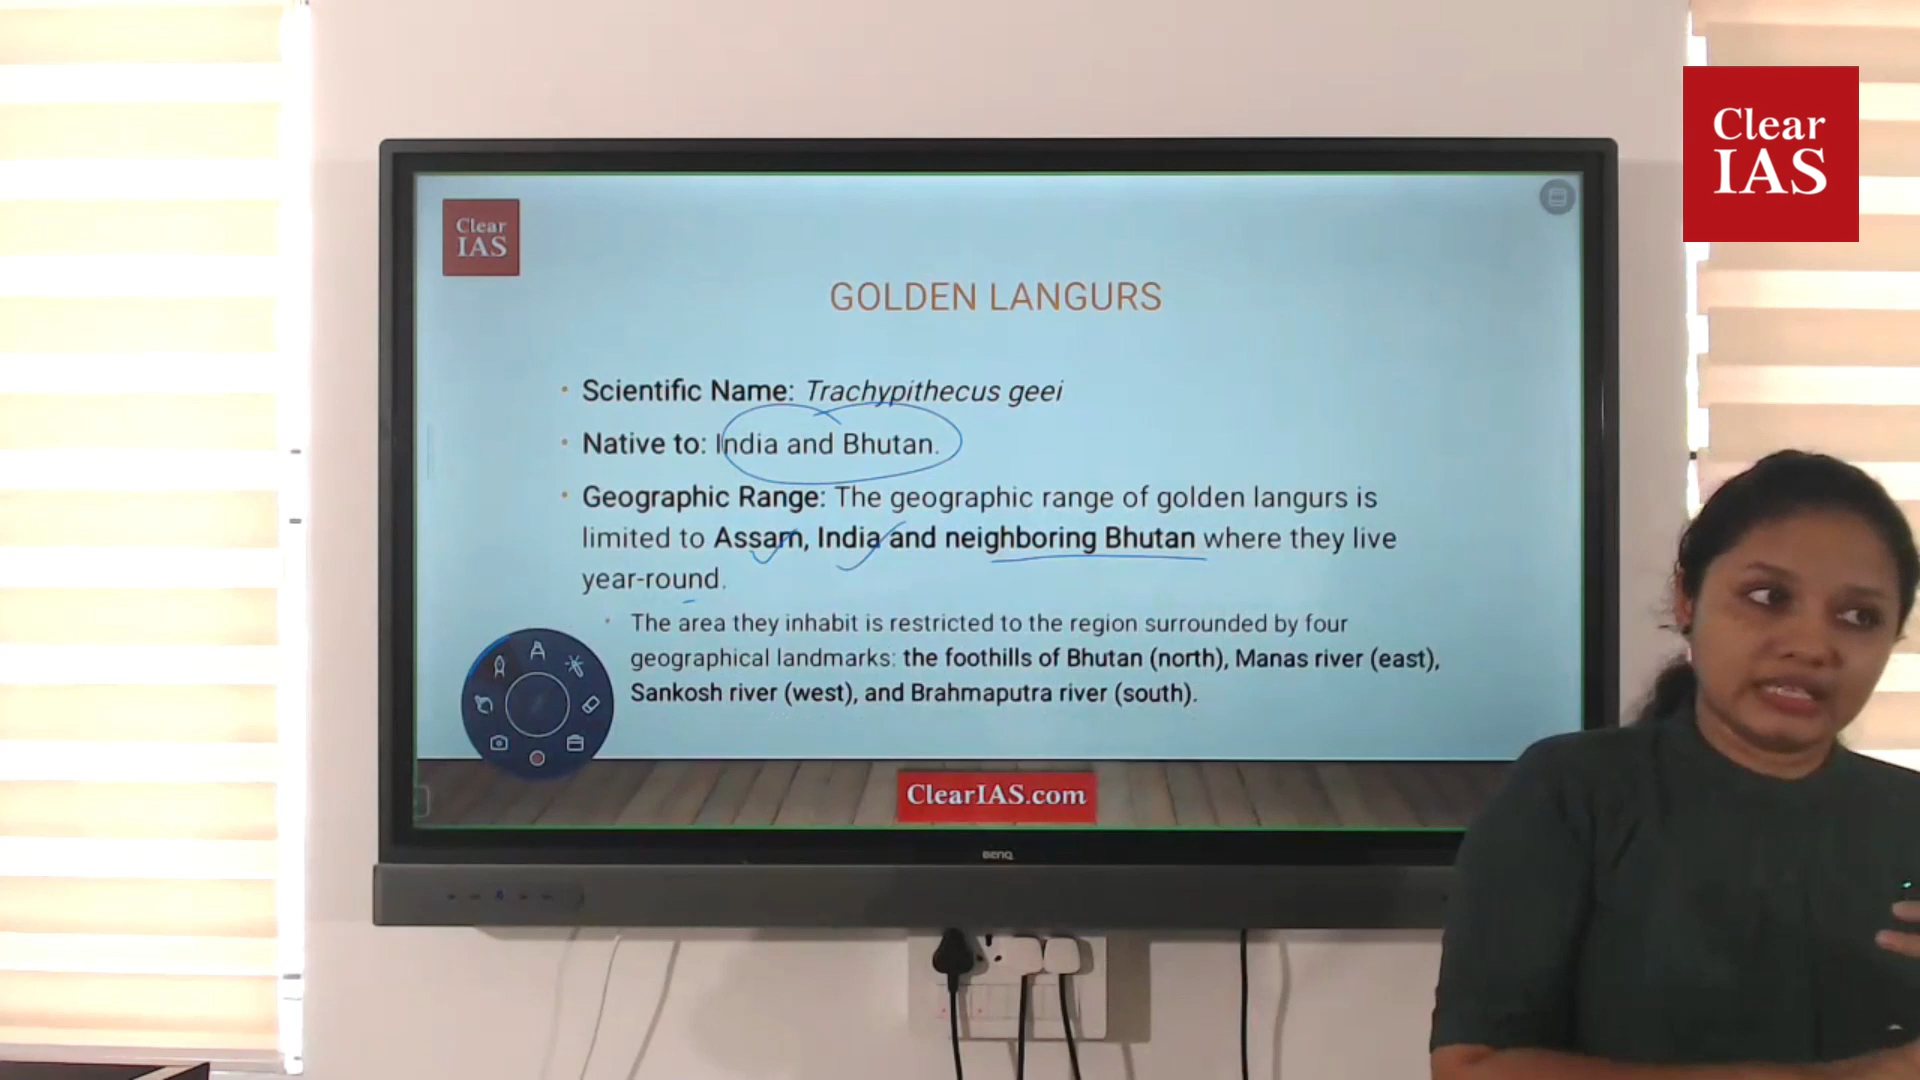 Clear
IAS
Clear
IAS
GOLDEN LANGURS
• Scientific Name: Trachypithecus geei
• Native to: India and Bhutan.
• Geographic Range: The geographic range of golden langurs is
limited to Assam, India and neighboring Bhutan where they live
year-round.
• The area they inhabit is restricted to the region surrounded by four
geographical landmarks: the foothills of Bhutan (north), Manas river (east),
Sankosh river (west), and Brahmaputra river (south).
ClearIAS.com
BenQ